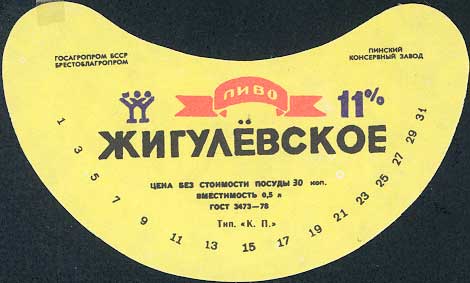 ГОСАГРОПРОМ БССР
БРЕСТОБЛАГРОПРОМ
ПИНСКИЙ
КОНСЕРВНЫЙ ЗАВОД
ПИВО
11%
ЖИГУЛЁВСКОЕ
ЦЕНА БЕЗ СТОИМОСТИ ПОСУДЫ 30 коп.
ВМЕСТИМОСТЬ 0,5 л
ГОСТ 3473—78
Тип. «К. П.»
1 3 5 7 9 11 13 15 17 19 21 23 25 27 29 31